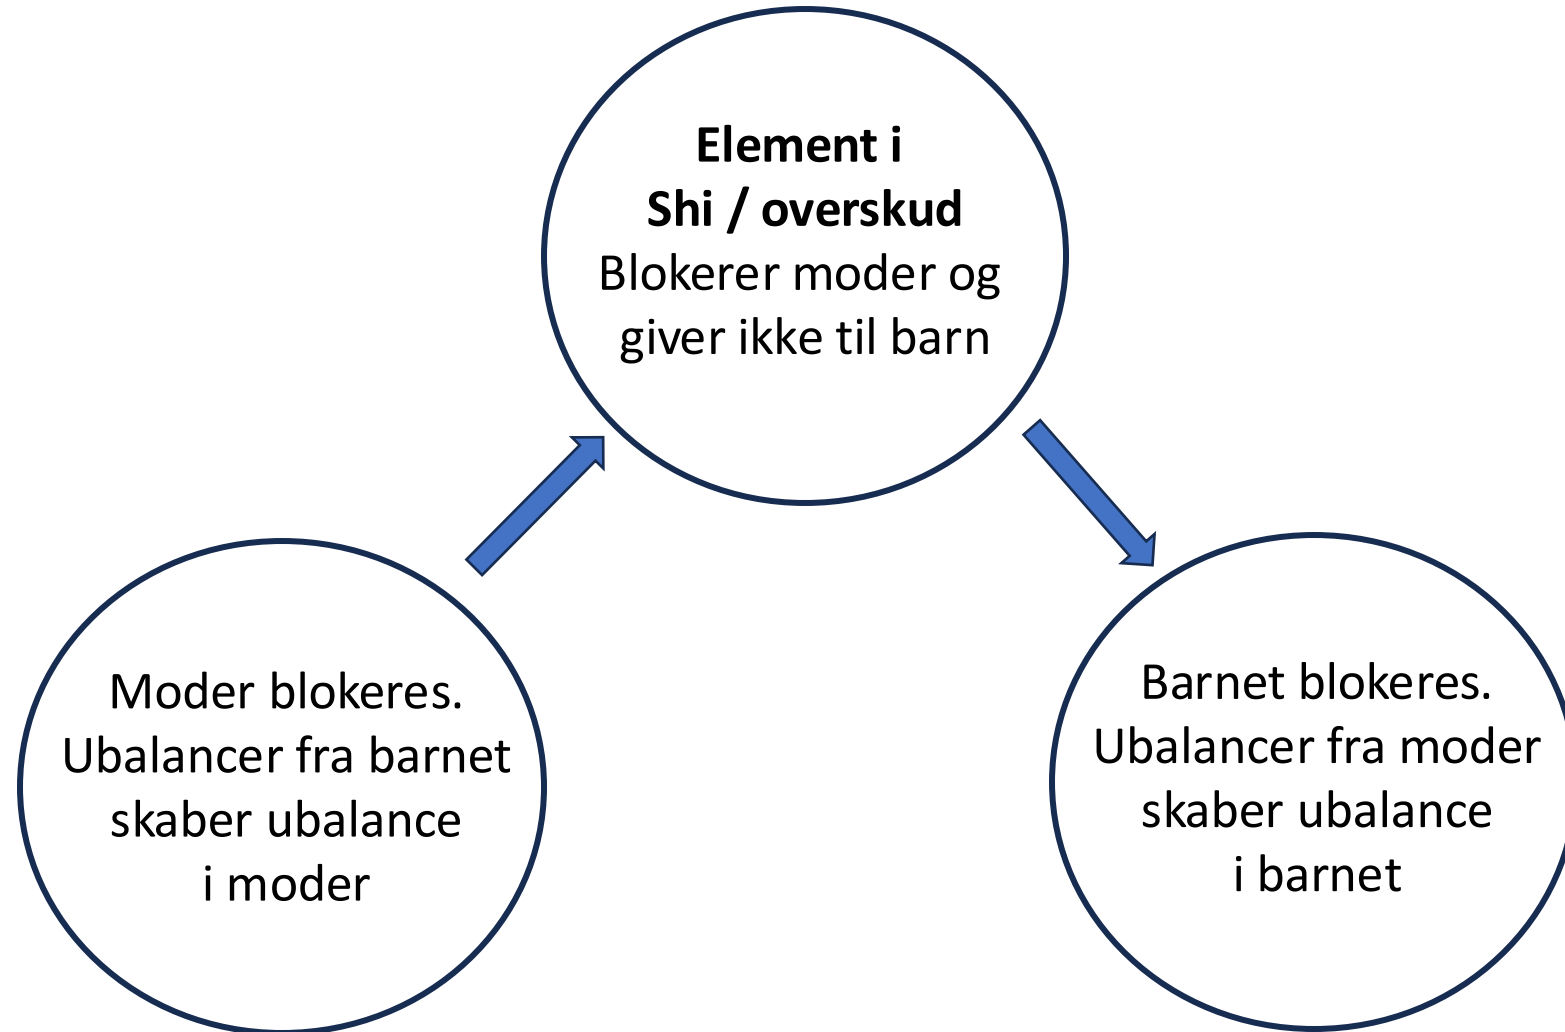 Element i
Shi / overskud
Blokerer moder og
giver ikke til barn
Moder blokeres.
Ubalancer fra barnet
skaber ubalance
i moder
Barnet blokeres.
Ubalancer fra moder
skaber ubalance
i barnet